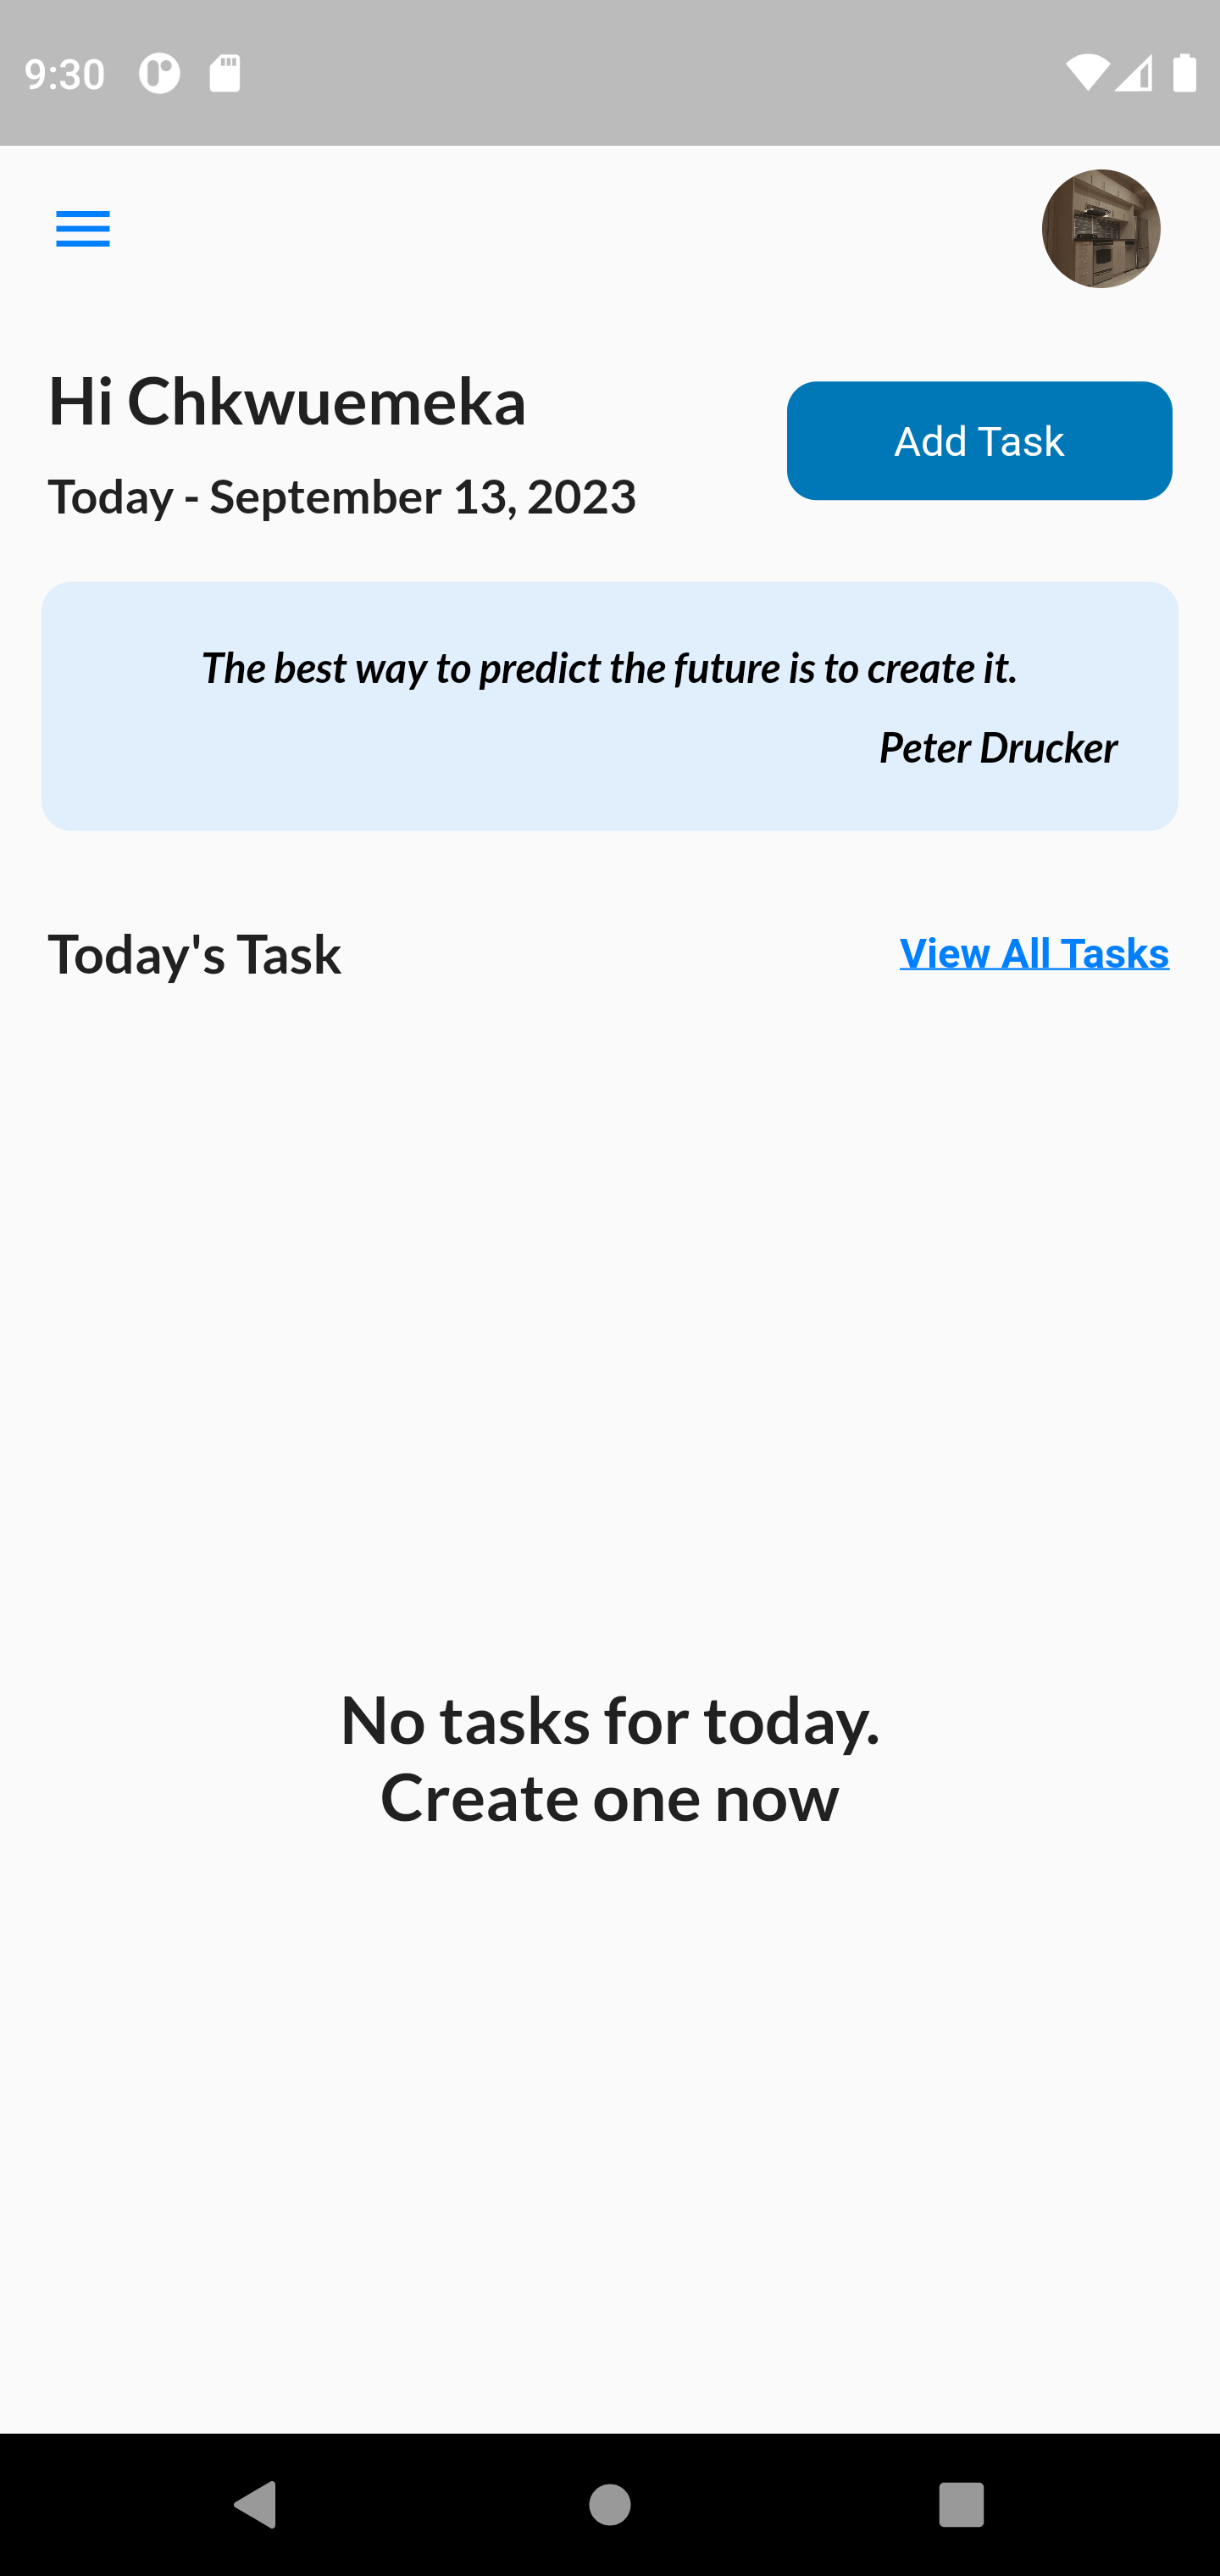 9:30
Hi Chkwuemeka
Add Task
Today - September 13, 2023
The best way to predict the future is to create it.
Peter Drucker
Today's Task
View All Tasks
No tasks for today.
Create one now